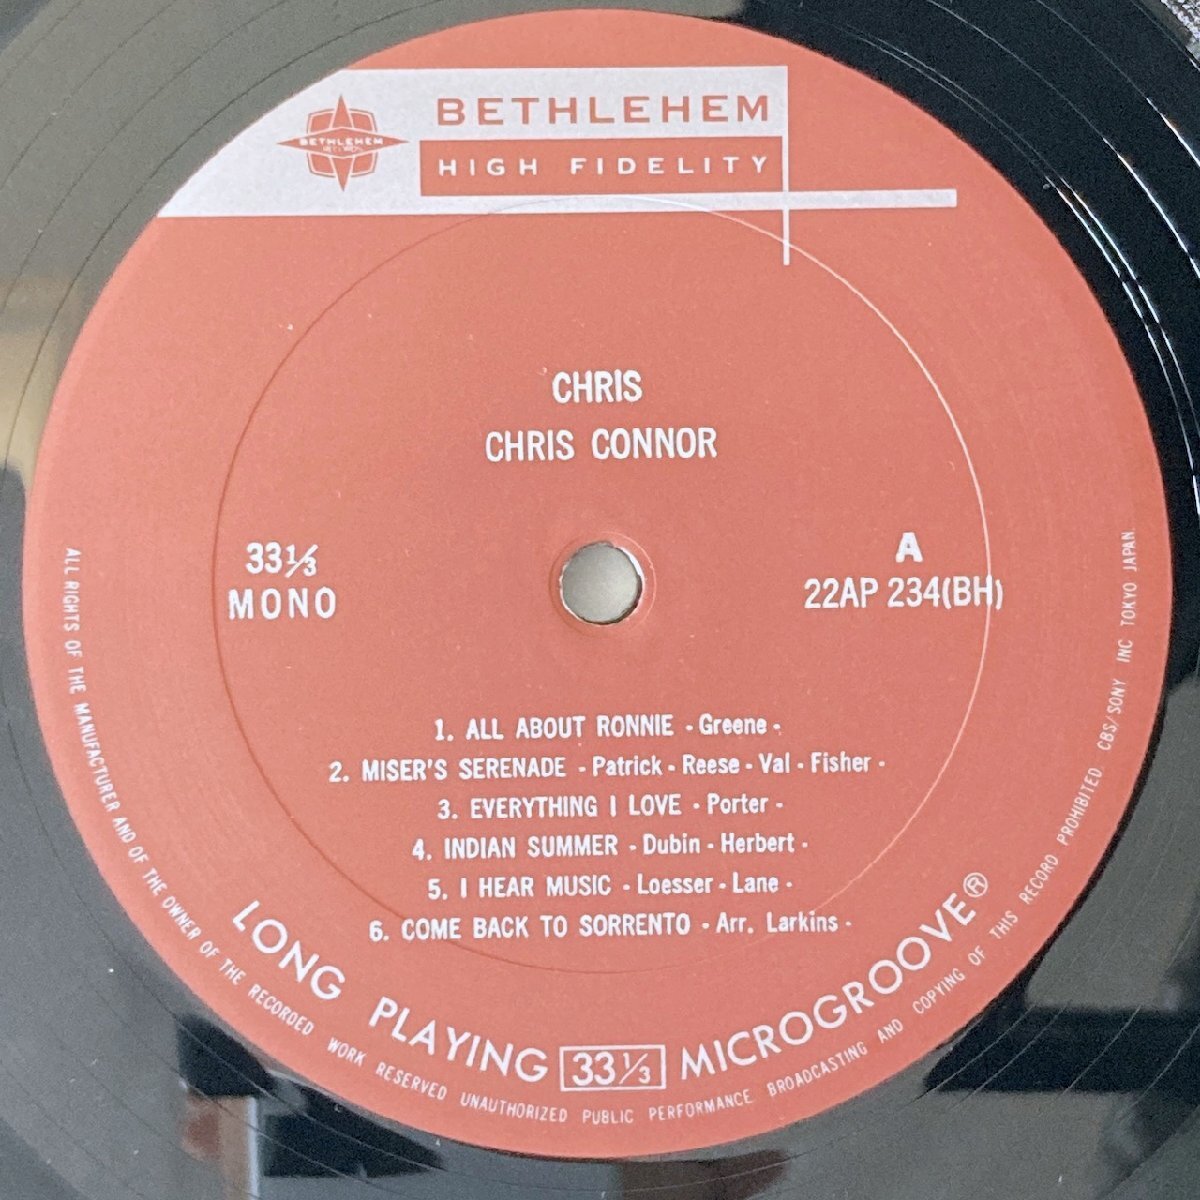 BETHLEHEM
HIGH FIDELITY
BETHLEHEM
CHRIS
CHRIS CONNOR
33⅓
MONO
A
22AP 234(BH)
1. ALL ABOUT RONNIE - Greene -
2. MISER'S SERENADE - Patrick - Reese - Val - Fisher -
3. EVERYTHING I LOVE - Porter -
4. INDIAN SUMMER - Dubin - Herbert -
5. I HEAR MUSIC - Loesser - Lane -
6. COME BACK TO SORRENTO - Arr. Larkins -
LONG PLAYING 33⅓ MICROGROOVE®
ALL RIGHTS OF THE MANUFACTURER AND OF THE OWNER OF THE RECORDED WORK RESERVED UNAUTHORIZED PUBLIC PERFORMANCE BROADCASTING AND COPYING OF THIS RECORD PROHIBITED. CBS/SONY INC TOKYO JAPAN